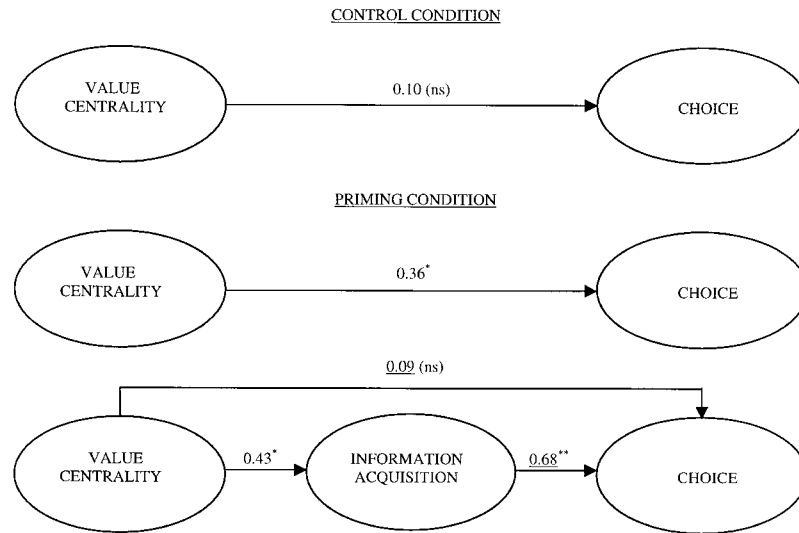 CONTROL CONDITION
VALUE
CENTRALITY
0.10 (ns)
CHOICE
PRIMING CONDITION
VALUE
CENTRALITY
0.36*
CHOICE
0.09 (ns)
VALUE
CENTRALITY
0.43*
INFORMATION
ACQUISITION
0.68**
CHOICE